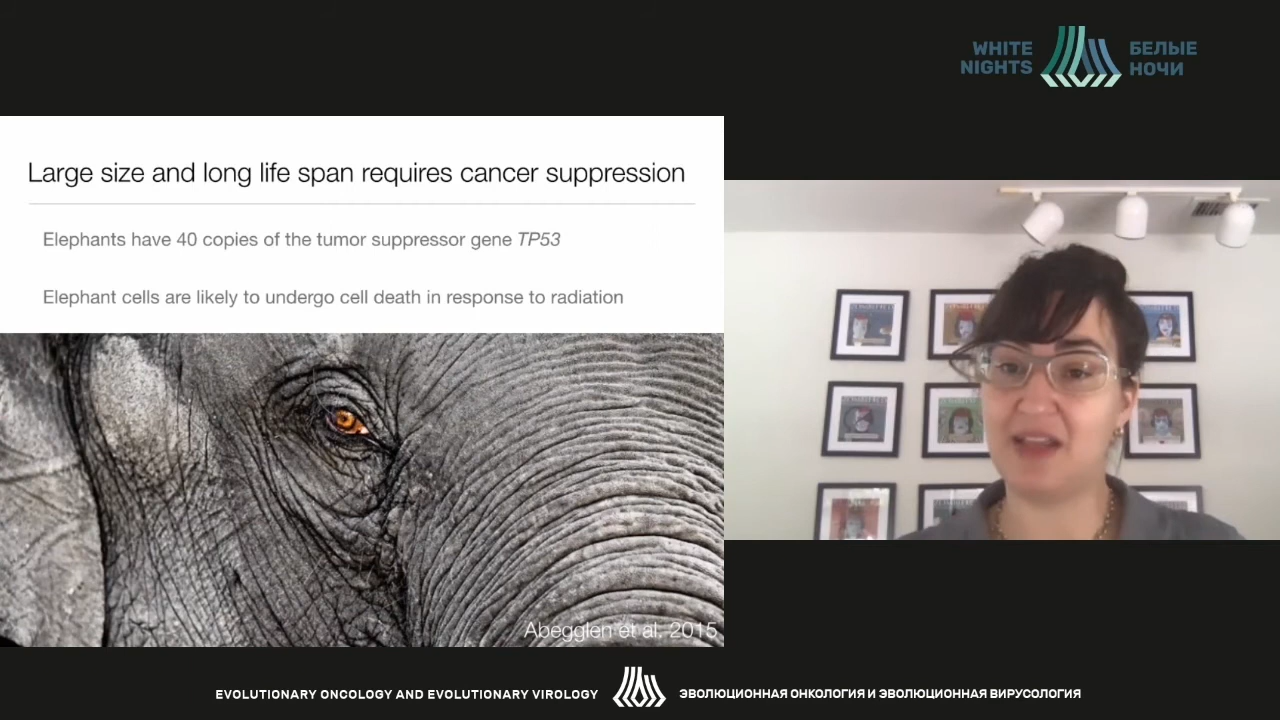 WHITE
NIGHTS
БЕЛЫЕ
НОЧИ
Large size and long life span requires cancer suppression
Elephants have 40 copies of the tumor suppressor gene TP53
Elephant cells are likely to undergo cell death in response to radiation
Abegglen et al. 2015
EVOLUTIONARY ONCOLOGY AND EVOLUTIONARY VIROLOGY
ЭВОЛЮЦИОННАЯ ОНКОЛОГИЯ И ЭВОЛЮЦИОННАЯ ВИРУСОЛОГИЯ